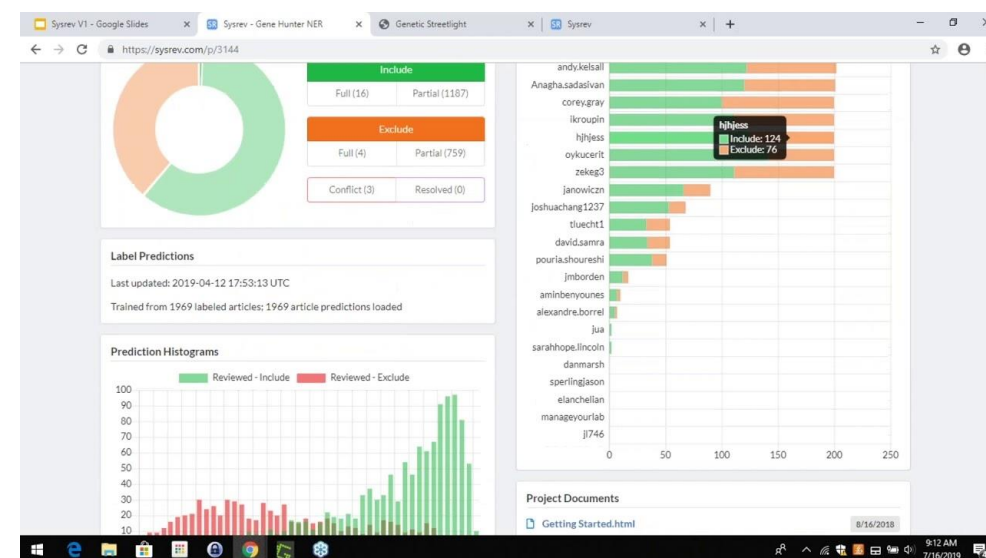 Sysrev V1 - Google Slides
Sysrev - Gene Hunter NER
Genetic Streetlight
Sysrev
https://sysrev.com/p/3144
Include
Full (16)
Partial (1187)
Exclude
Full (4)
Partial (759)
Conflict (3)
Resolved (0)
Label Predictions
Last updated: 2019-04-12 17:53:13 UTC
Trained from 1969 labeled articles; 1969 article predictions loaded
Prediction Histograms
Reviewed - Include
Reviewed - Exclude
100
90
80
70
60
50
40
30
20
10
andy.kelsall
Anagha.sadasivan
corey.gray
lkroupin
hjhjess
oykucerit
zekeg3
janowiczn
joshuachang1237
tluecht1
david.samra
pouria.shoureshi
jmborden
aminbenyounes
alexandre.borrel
jua
sarahhope.lincoln
danmarsh
sperlingjason
elanchelian
manageyourlab
jl746
hjhjess
Include: 124
Exclude: 76
0 50 100 150 200 250
Project Documents
Getting Started.html
8/16/2018
9:12 AM
7/16/2019